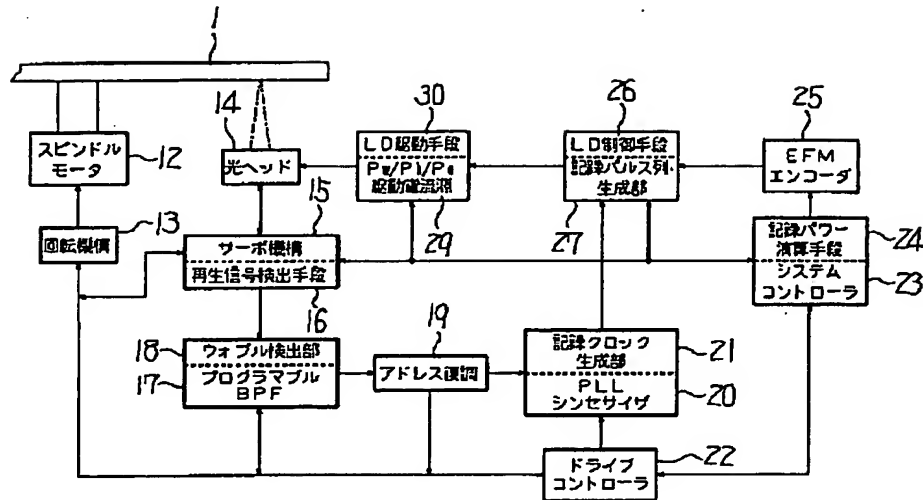 1
14
30
26
25
スピンドル
モータ
12
光ヘッド
LD駆動手段
Pw/Pb/Pe
駆動電流源
29
LD制御手段
記録パルス列
生成部
27
EFM
エンコーダ
13
回転機構
15
サーボ機構
再生信号検出手段
16
記録パワー
演算手段
24
システム
コントローラ
23
18
ウォブル検出部
17
プログラマブル
BPF
19
アドレス復調
記録クロック
生成部
21
PLL
シンセサイザ
20
ドライブ
コントローラ
22